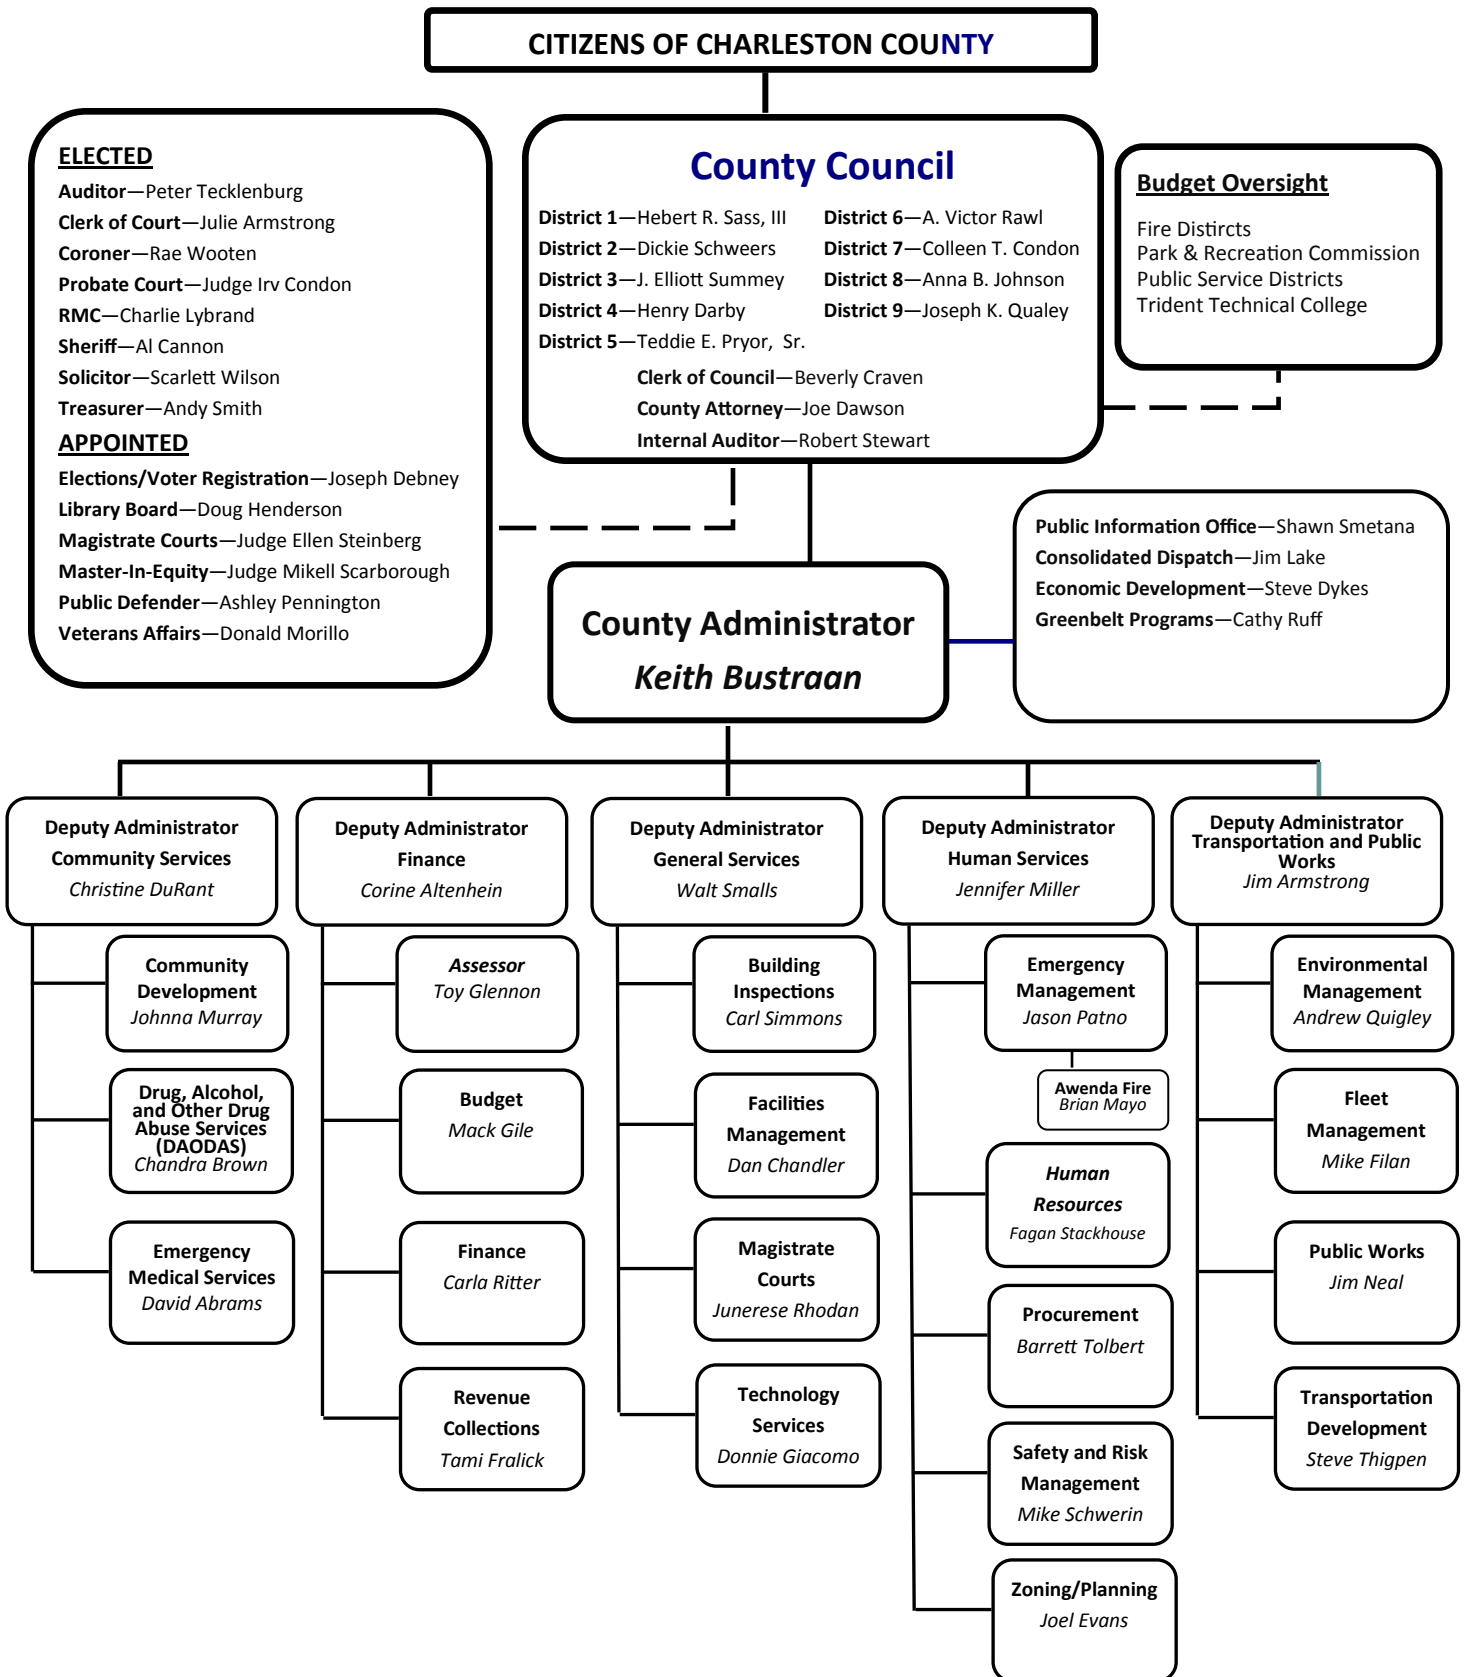 CITIZENS OF CHARLESTON COUNTY
ELECTED
Auditor—Peter Tecklenburg
Clerk of Court—Julie Armstrong
Coroner—Rae Wooten
Probate Court—Judge Irv Condon
RMC—Charlie Lybrand
Sheriff—Al Cannon
Solicitor—Scarlett Wilson
Treasurer—Andy Smith
APPOINTED
Elections/Voter Registration—Joseph Debney
Library Board—Doug Henderson
Magistrate Courts—Judge Ellen Steinberg
Master-In-Equity—Judge Mikell Scarborough
Public Defender—Ashley Pennington
Veterans Affairs—Donald Morillo
County Council
District 1—Hebert R. Sass, III
District 2—Dickie Schweers
District 3—J. Elliott Summey
District 4—Henry Darby
District 5—Teddie E. Pryor, Sr.
District 6—A. Victor Rawl
District 7—Colleen T. Condon
District 8—Anna B. Johnson
District 9—Joseph K. Qualey
Clerk of Council—Beverly Craven
County Attorney—Joe Dawson
Internal Auditor—Robert Stewart
Budget Oversight
Fire Distircts
Park & Recreation Commission
Public Service Districts
Trident Technical College
Public Information Office—Shawn Smetana
Consolidated Dispatch—Jim Lake
Economic Development—Steve Dykes
Greenbelt Programs—Cathy Ruff
County Administrator
Keith Bustraan
Deputy Administrator
Community Services
Christine DuRant
Community
Development
Johnna Murray
Drug, Alcohol,
and Other Drug
Abuse Services
(DAODAS)
Chandra Brown
Emergency
Medical Services
David Abrams
Deputy Administrator
Finance
Corine Altenhein
Assessor
Toy Glennon
Budget
Mack Gile
Finance
Carla Ritter
Revenue
Collections
Tami Fralick
Deputy Administrator
General Services
Walt Smalls
Building
Inspections
Carl Simmons
Facilities
Management
Dan Chandler
Magistrate
Courts
Junerese Rhodan
Technology
Services
Donnie Giacomo
Deputy Administrator
Human Services
Jennifer Miller
Emergency
Management
Jason Patno
Awenda Fire
Brian Mayo
Human
Resources
Fagan Stackhouse
Procurement
Barrett Tolbert
Safety and Risk
Management
Mike Schwerin
Zoning/Planning
Joel Evans
Deputy Administrator
Transportation and Public
Works
Jim Armstrong
Environmental
Management
Andrew Quigley
Fleet
Management
Mike Filan
Public Works
Jim Neal
Transportation
Development
Steve Thigpen